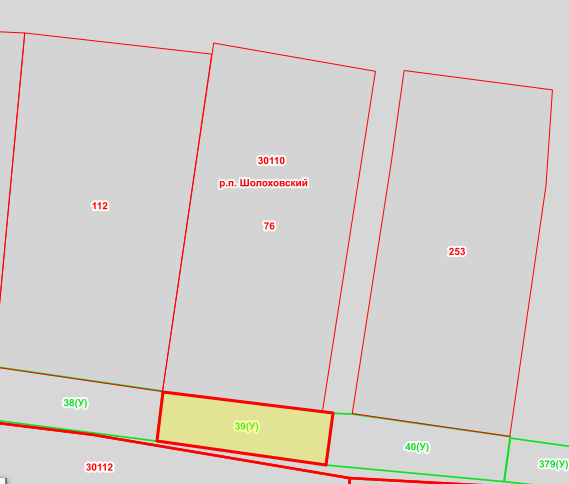 30110
р.п. Шолоховский
112
76
253
38(У)
39(У)
40(У)
379(У)
30112